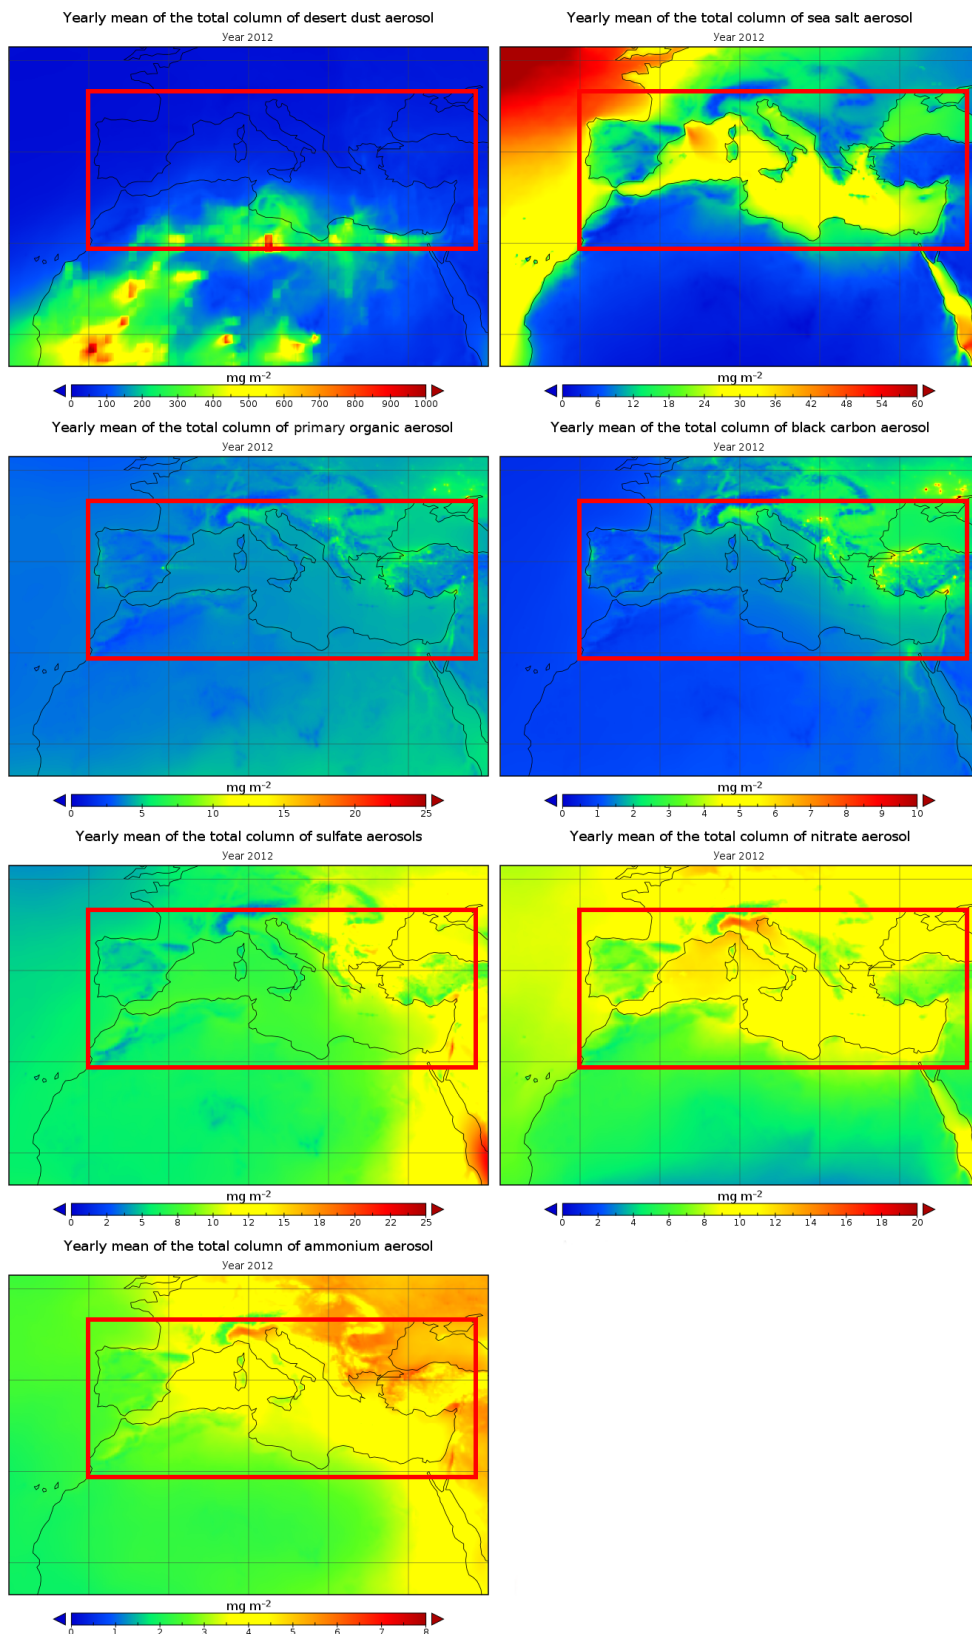 Yearly mean of the total column of desert dust aerosol
Year 2012
mg m⁻²
0 100 200 300 400 500 600 700 800 900 1000
Yearly mean of the total column of sea salt aerosol
Year 2012
mg m⁻²
0 6 12 18 24 30 36 42 48 54 60
Yearly mean of the total column of primary organic aerosol
Year 2012
mg m⁻²
0 5 10 15 20 25
Yearly mean of the total column of black carbon aerosol
Year 2012
mg m⁻²
0 1 2 3 4 5 6 7 8 9 10
Yearly mean of the total column of sulfate aerosols
Year 2012
mg m⁻²
0 2 5 8 10 12 15 18 20 22 25
Yearly mean of the total column of nitrate aerosol
Year 2012
mg m⁻²
0 2 4 6 8 10 12 14 16 18 20
Yearly mean of the total column of ammonium aerosol
Year 2012
mg m⁻²
0 1 2 3 4 5 6 7 8